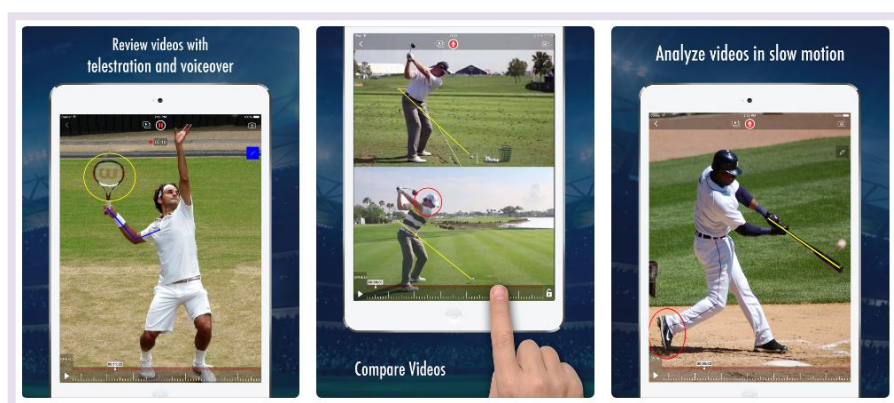 Review videos with
telestration and voiceover
Compare Videos
Analyze videos in slow motion